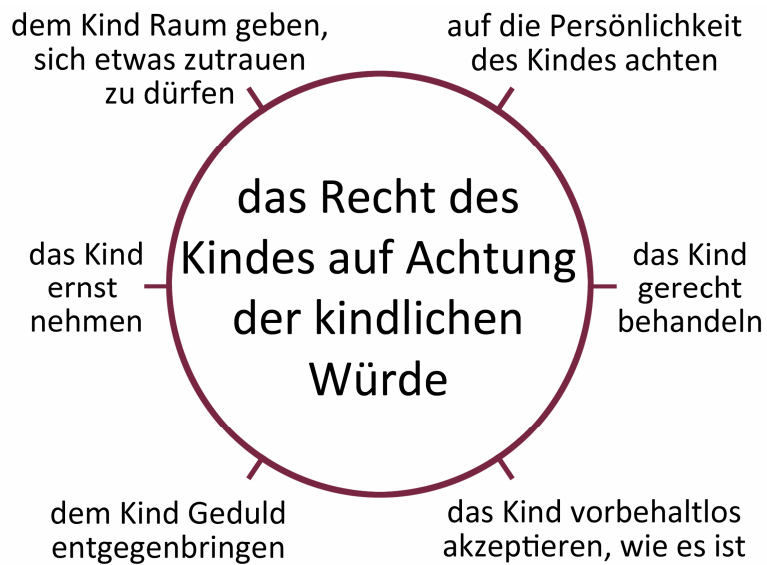 dem Kind Raum geben,
sich etwas zutrauen
zu dürfen
auf die Persönlichkeit
des Kindes achten
das Recht des
Kindes auf Achtung
der kindlichen
Würde
das Kind
ernst
nehmen
das Kind
gerecht
behandeln
dem Kind Geduld
entgegenbringen
das Kind vorbehaltlos
akzeptieren, wie es ist